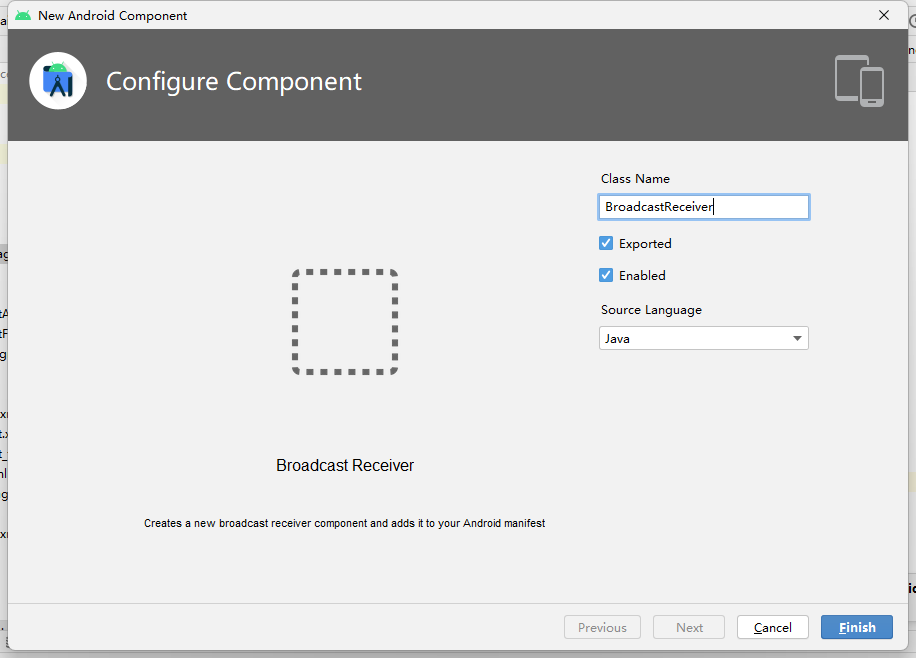 New Android Component
Configure Component
Class Name
BroadcastReceiver
Exported
Enabled
Source Language
Java
Broadcast Receiver
Creates a new broadcast receiver component and adds it to your Android manifest
Previous
Next
Cancel
Finish